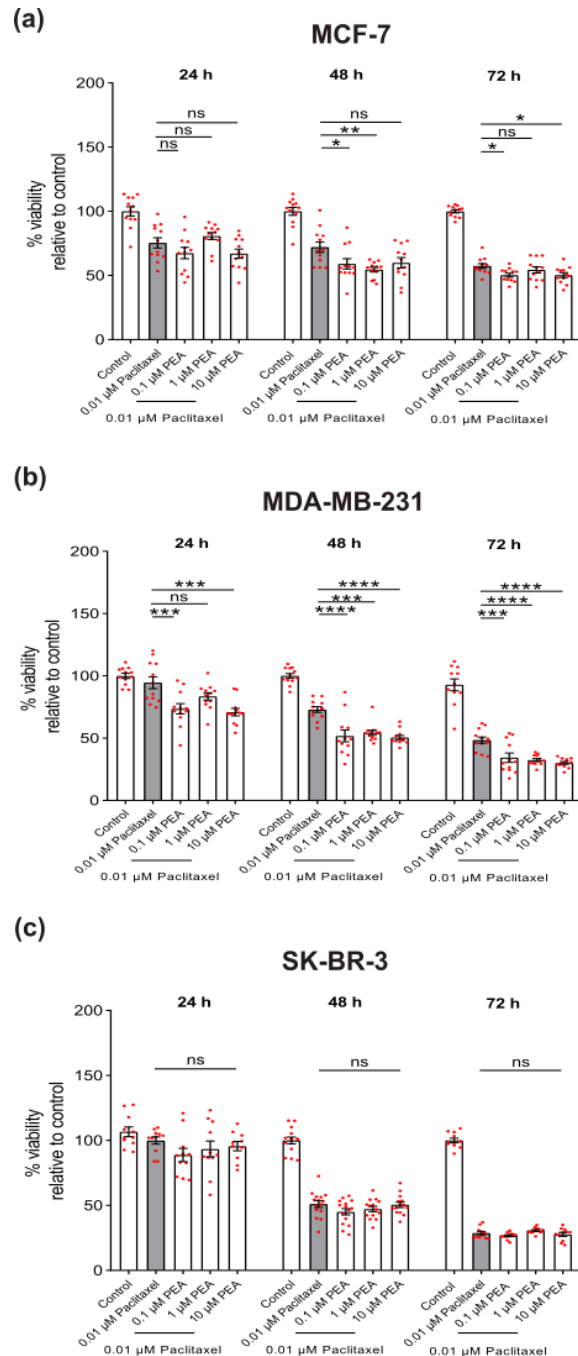 (a)
MCF-7
24 h 48 h 72 h
ns ns *
ns ** ns
ns * *
% viability
relative to control
200
150
100
50
0
Control 0.01 µM Paclitaxel 0.1 µM PEA 1 µM PEA 10 µM PEA Control 0.01 µM Paclitaxel 0.1 µM PEA 1 µM PEA 10 µM PEA Control 0.01 µM Paclitaxel 0.1 µM PEA 1 µM PEA 10 µM PEA
0.01 µM Paclitaxel 0.01 µM Paclitaxel 0.01 µM Paclitaxel
(b)
MDA-MB-231
24 h 48 h 72 h
*** **** ****
ns *** ****
*** **** ***
% viability
relative to control
200
150
100
50
0
Control 0.01 µM Paclitaxel 0.1 µM PEA 1 µM PEA 10 µM PEA Control 0.01 µM Paclitaxel 0.1 µM PEA 1 µM PEA 10 µM PEA Control 0.01 µM Paclitaxel 0.1 µM PEA 1 µM PEA 10 µM PEA
0.01 µM Paclitaxel 0.01 µM Paclitaxel 0.01 µM Paclitaxel
(c)
SK-BR-3
24 h 48 h 72 h
ns ns ns
% viability
relative to control
200
150
100
50
0
Control 0.01 µM Paclitaxel 0.1 µM PEA 1 µM PEA 10 µM PEA Control 0.01 µM Paclitaxel 0.1 µM PEA 1 µM PEA 10 µM PEA Control 0.01 µM Paclitaxel 0.1 µM PEA 1 µM PEA 10 µM PEA
0.01 µM Paclitaxel 0.01 µM Paclitaxel 0.01 µM Paclitaxel